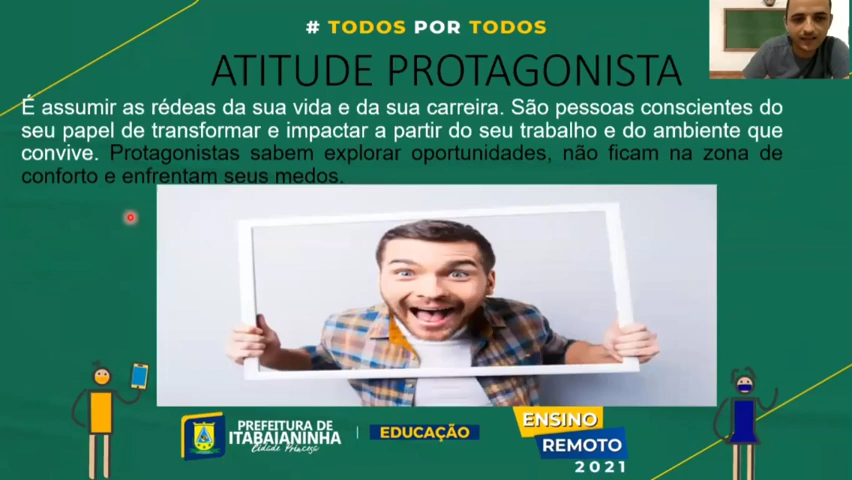 # TODOS POR TODOS
ATITUDE PROTAGONISTA
É assumir as rédeas da sua vida e da sua carreira. São pessoas conscientes do
seu papel de transformar e impactar a partir do seu trabalho e do ambiente que
convive. Protagonistas sabem explorar oportunidades, não ficam na zona de
conforto e enfrentam seus medos.
PREFEITURA DE
ITABAIANINHA
Cidade Princesa
EDUCAÇÃO
ENSINO
REMOTO
2021